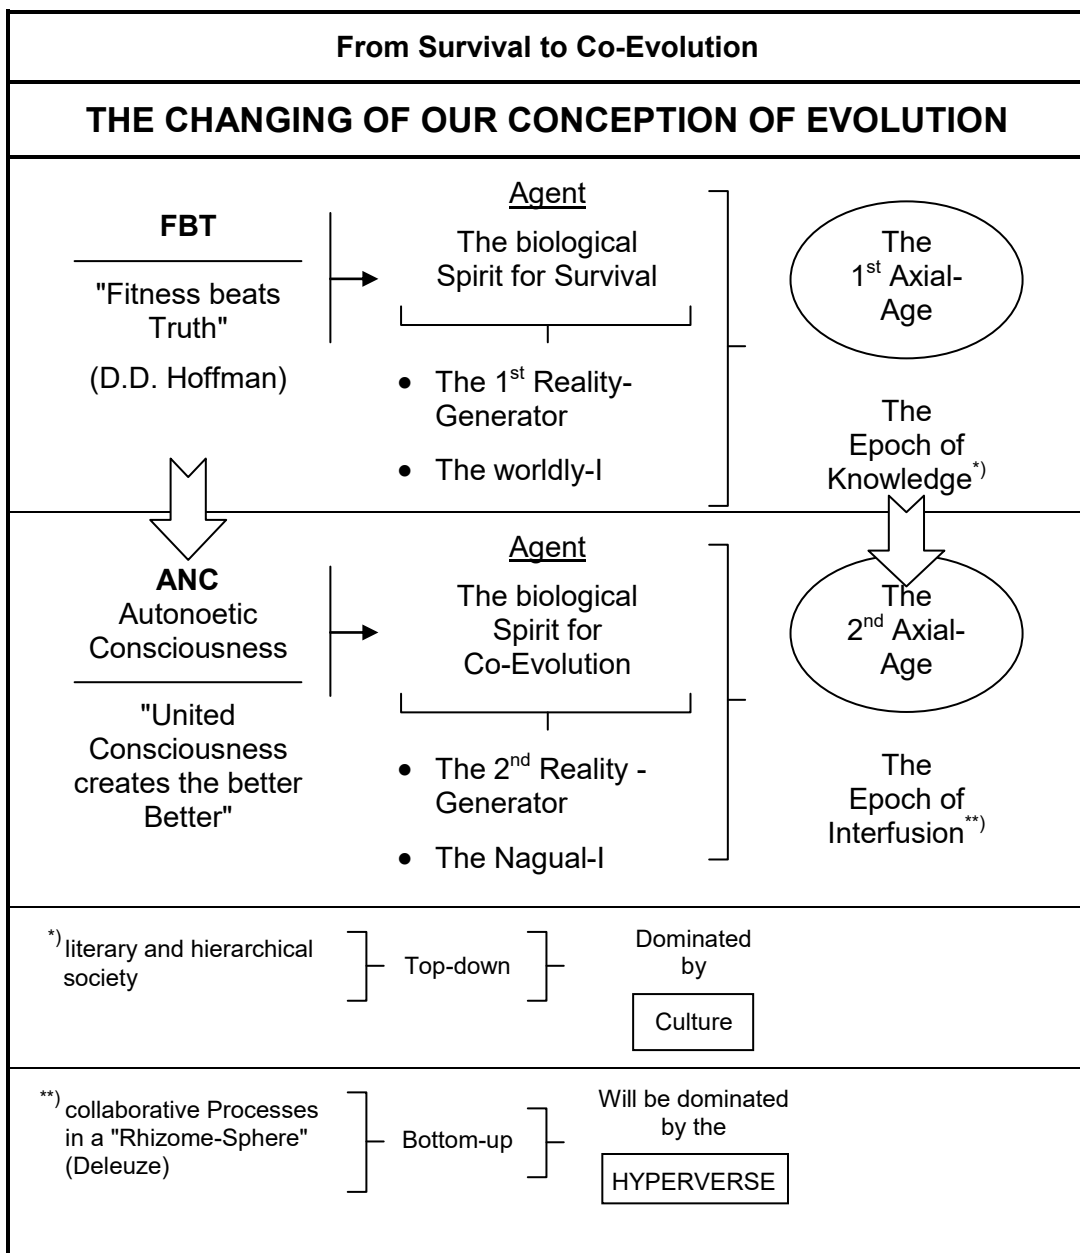 From Survival to Co-Evolution
THE CHANGING OF OUR CONCEPTION OF EVOLUTION
FBT
"Fitness beats
Truth"
(D.D. Hoffman)
Agent
The biological
Spirit for Survival
• The 1st Reality-
Generator
• The worldly-I
The
1st Axial-
Age
The
Epoch of
Knowledge*)
ANC
Autonoetic
Consciousness
"United
Consciousness
creates the better
Better"
Agent
The biological
Spirit for
Co-Evolution
• The 2nd Reality -
Generator
• The Nagual-I
The
2nd Axial-
Age
The
Epoch of
Interfusion**)
*) literary and hierarchical
society
Top-down
Dominated
by
Culture
**) collaborative Processes
in a "Rhizome-Sphere"
(Deleuze)
Bottom-up
Will be dominated
by the
HYPERVERSE